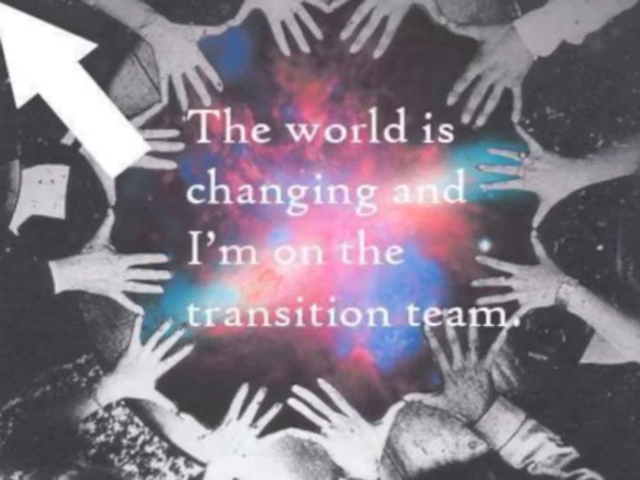 The world is
changing and
I'm on the
transition team.